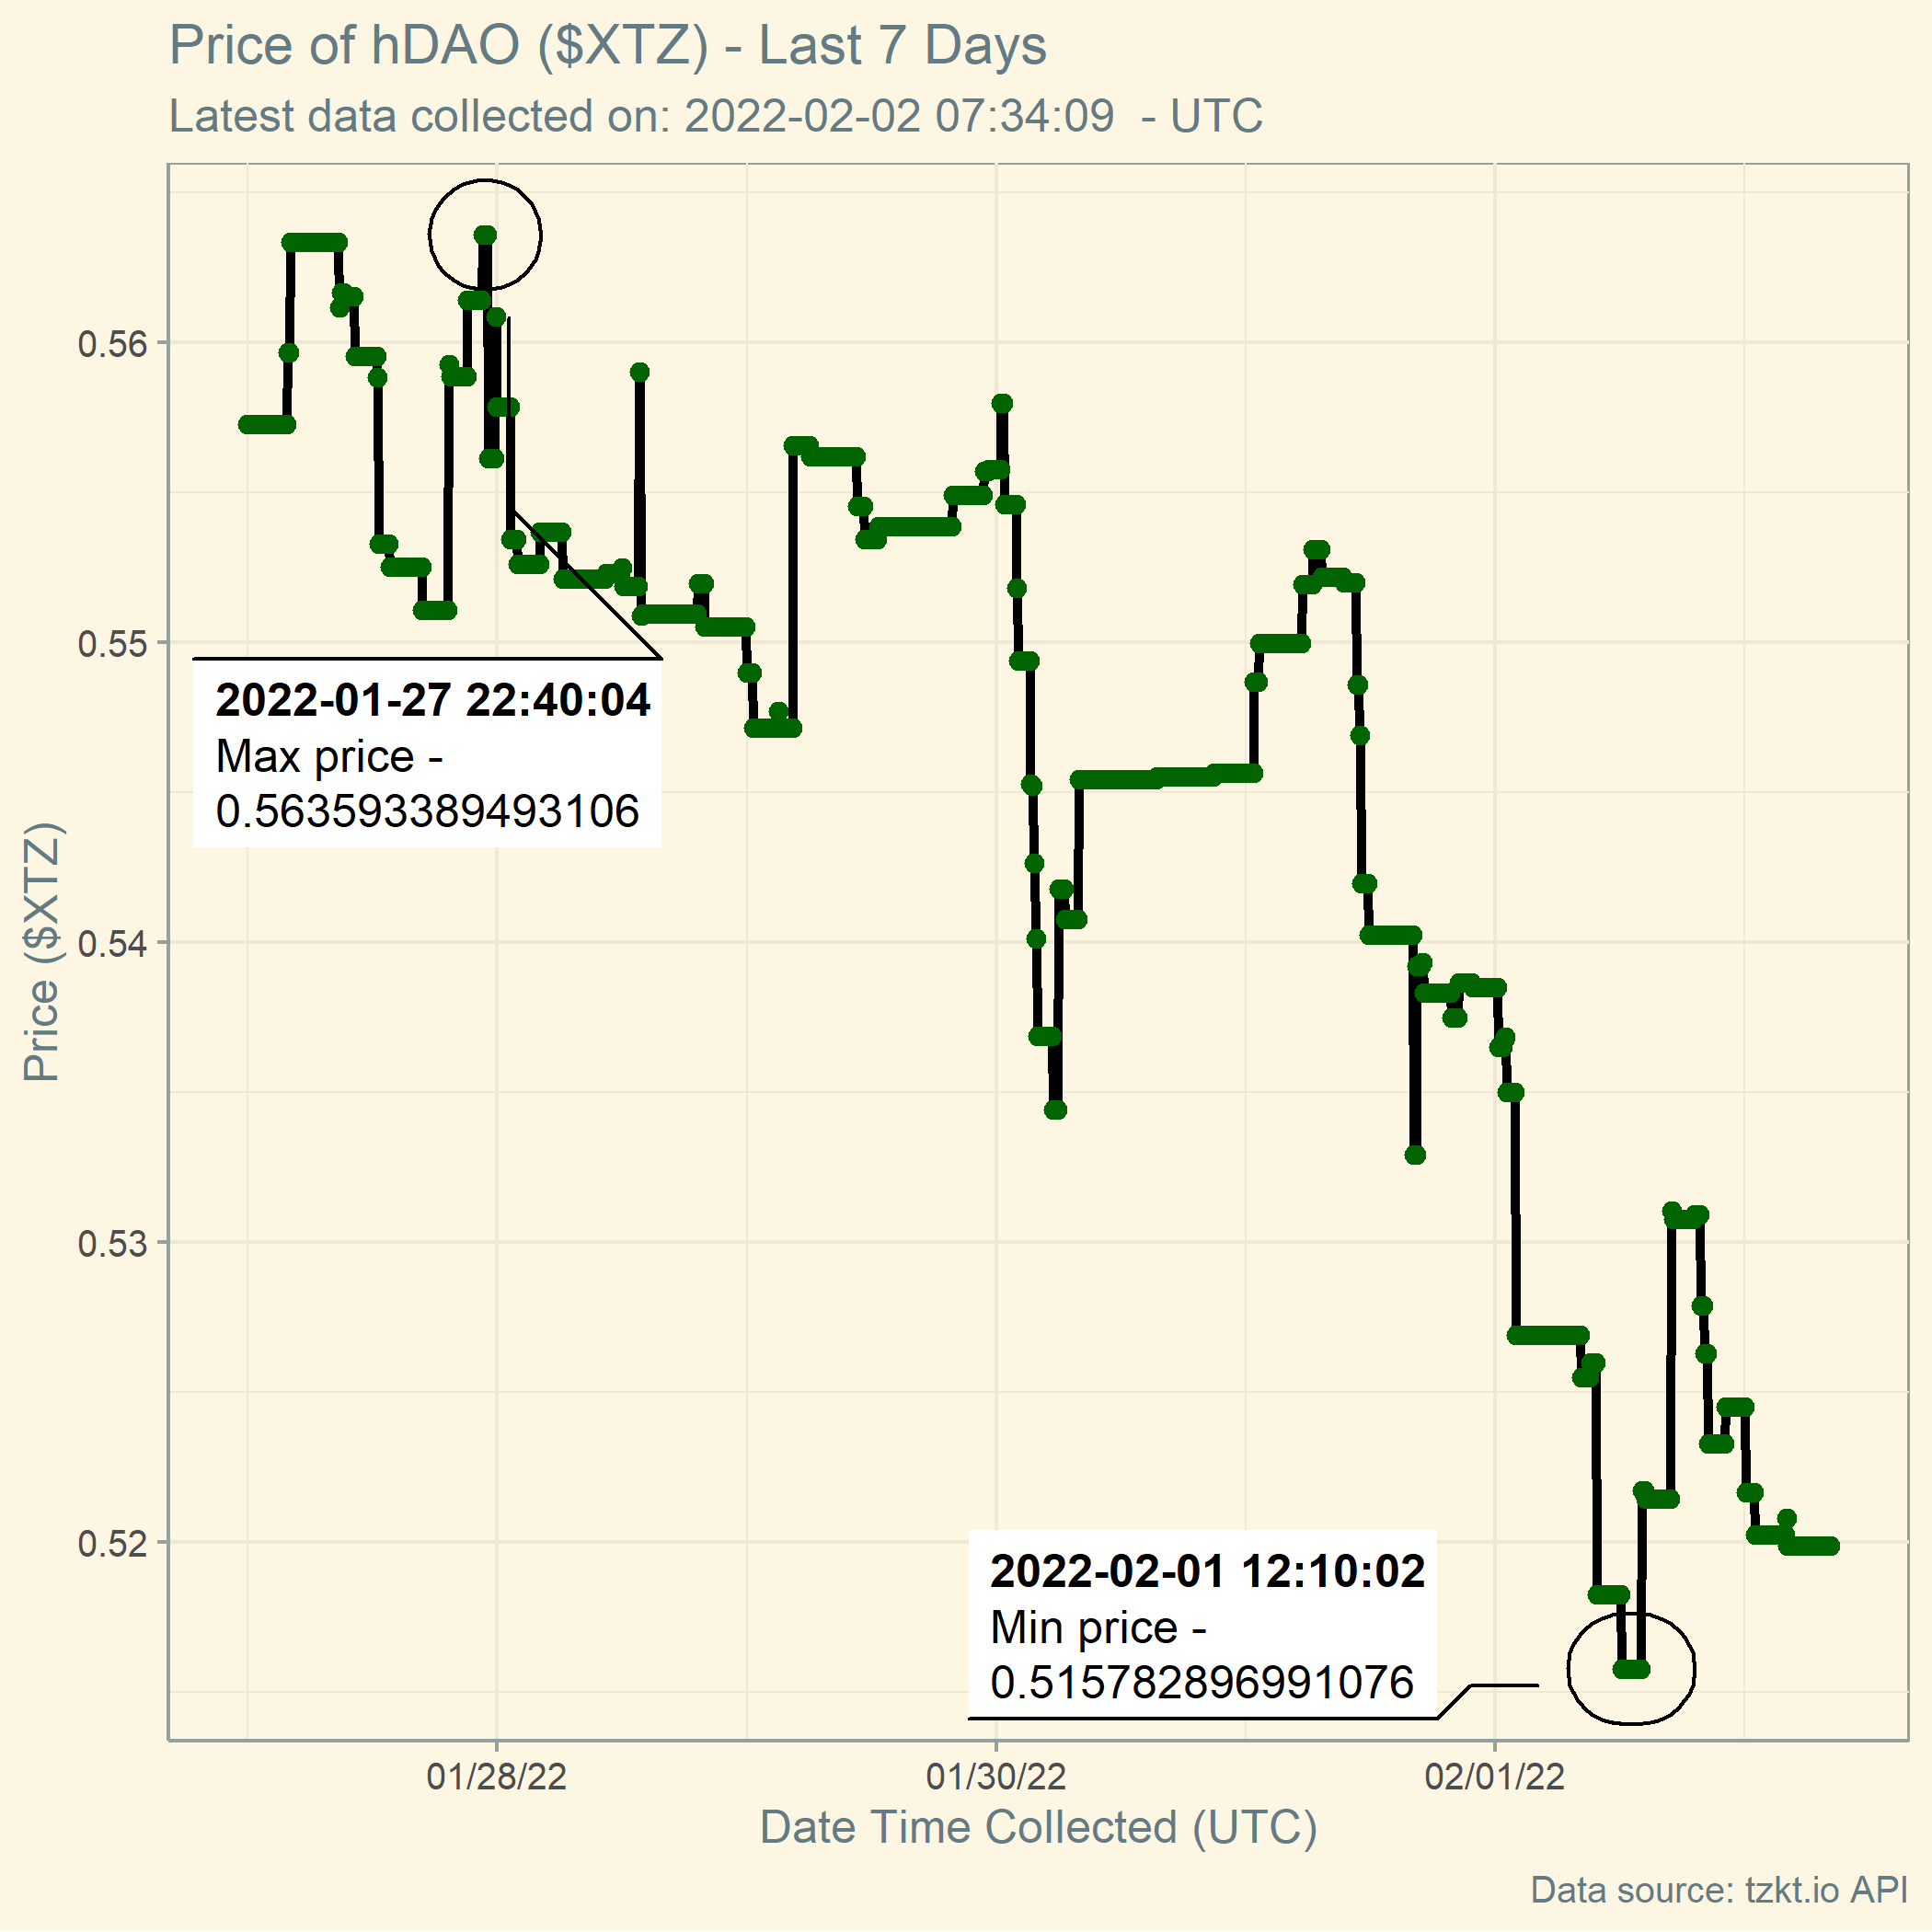 Price of hDAO ($XTZ) - Last 7 Days
Latest data collected on: 2022-02-02 07:34:09  - UTC
Price ($XTZ)
0.56
0.55
0.54
0.53
0.52
2022-01-27 22:40:04
Max price -
0.563593389493106
2022-02-01 12:10:02
Min price -
0.515782896991076
01/28/22
01/30/22
02/01/22
Date Time Collected (UTC)
Data source: tzkt.io API